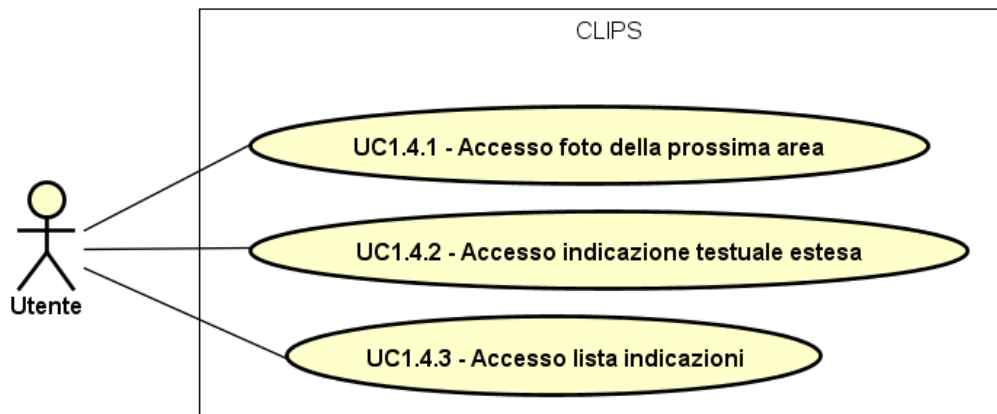 CLIPS
UC1.4.1 - Accesso foto della prossima area
UC1.4.2 - Accesso indicazione testuale estesa
Utente
UC1.4.3 - Accesso lista indicazioni